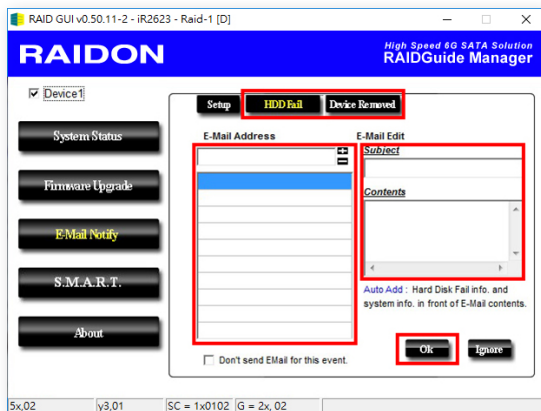 RAID GUI v0.50.11-2 - iR2623 - Raid-1 [D]
RAIDON
High Speed 6G SATA Solution
RAIDGuide Manager
Device1
Setup
HDD Fail
Device Removed
System Status
Firmware Upgrade
E-Mail Notify
S.M.A.R.T.
About
E-Mail Address
E-Mail Edit
Subject
Contents
Auto Add : Hard Disk Fail info. and
system info. in front of E-Mail contents.
Don't send EMail for this event.
Ok
Ignore
5x,02
y3,01
SC = 1x0102
G = 2x, 02